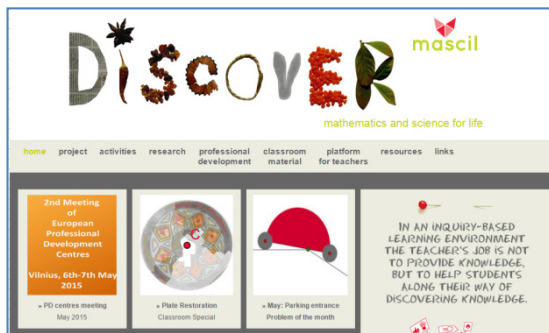 DiSCOVER
mascil
mathematics and science for life
home project activities research professional development classroom material platform for teachers resources links
2nd Meeting
of
European
Professional
Development
Centres
Vilnius, 6th-7th May
2015
» PD centres meeting
May 2015
C
» Plate Restoration
Classroom Special
» May: Parking entrance
Problem of the month
IN AN INQUIRY-BASED
LEARNING ENVIRONMENT
THE TEACHER'S JOB IS NOT
TO PROVIDE KNOWLEDGE,
BUT TO HELP STUDENTS
ALONG THEIR WAY OF
DISCOVERING KNOWLEDGE.